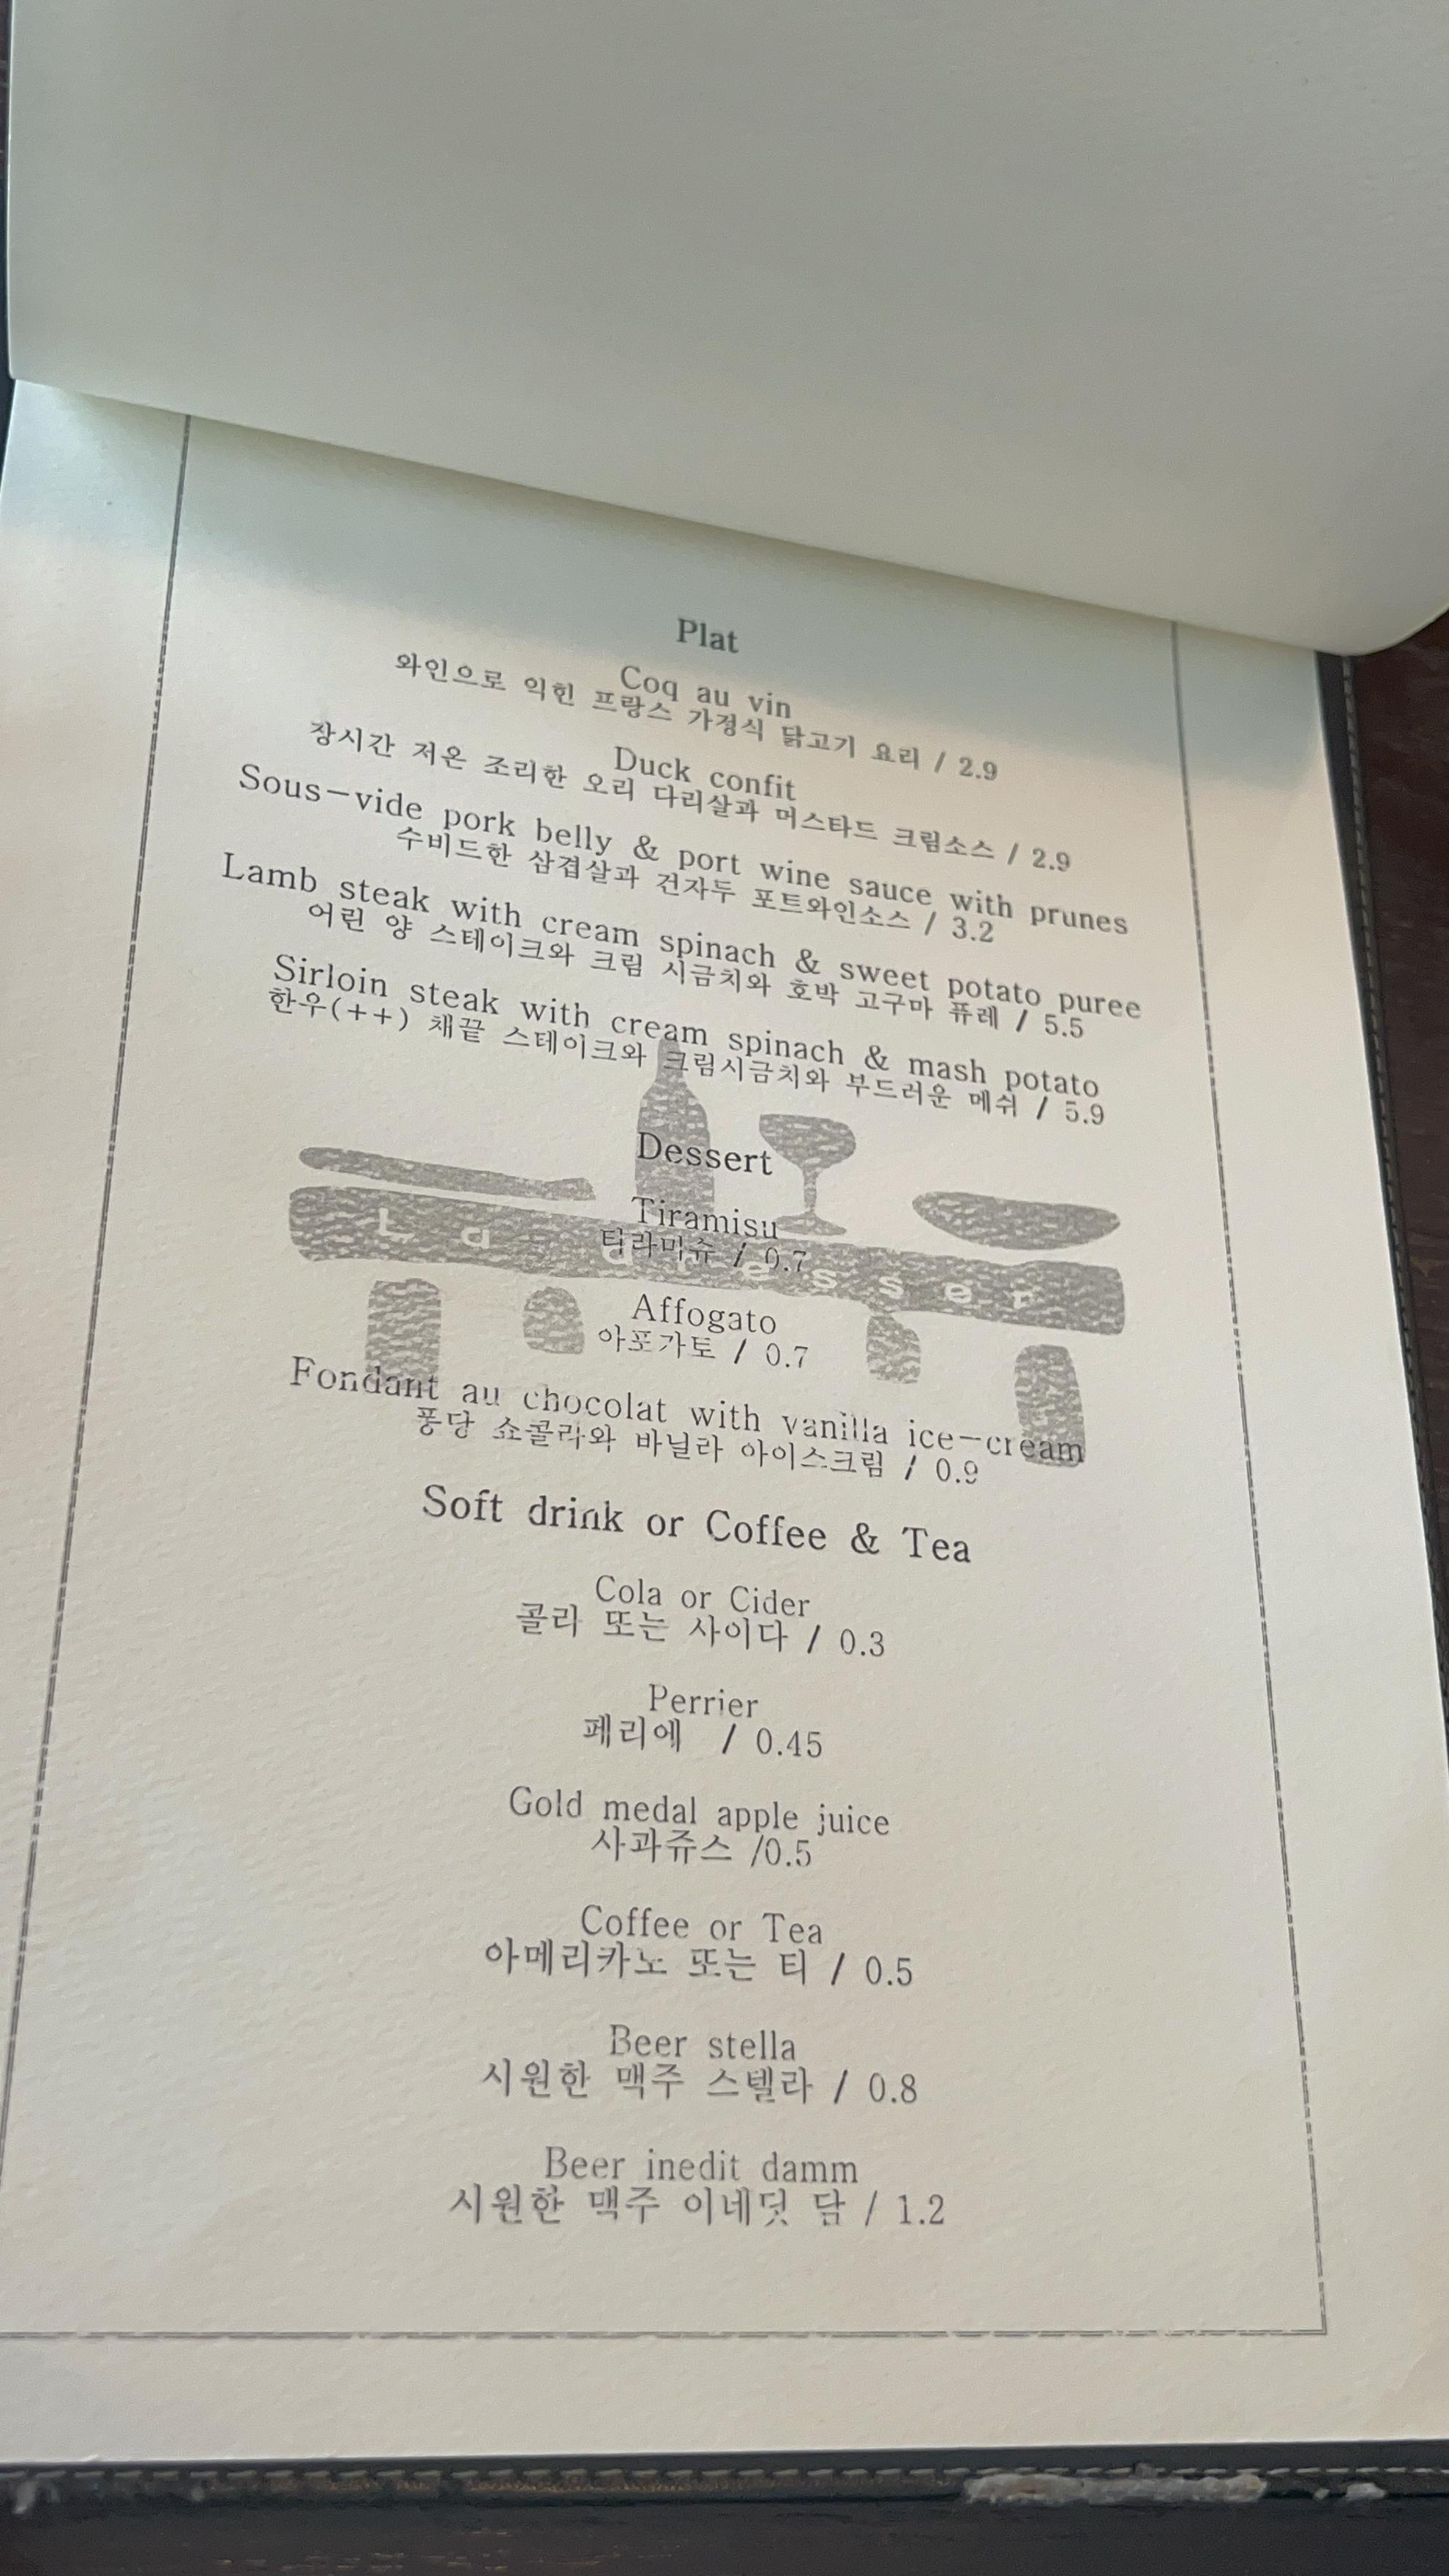 Plat
Coq au vin
와인으로 익힌 프랑스 가정식 닭고기 요리 / 2.9
Duck confit
장시간 저온 조리한 오리 다리살과 머스타드 크림소스 / 2.9
Sous-vide pork belly & port wine sauce with prunes
수비드한 삼겹살과 건자두 포트와인소스 / 3.2
Lamb steak with cream spinach & sweet potato puree
어린 양 스테이크와 크림 시금치와 호박 고구마 퓨레 / 5.5
Sirloin steak with cream spinach & mash potato
한우(++) 채끝 스테이크와 크림시금치와 부드러운 메쉬 / 5.9
Dessert
Tiramisu
티라미슈 / 0.7
Affogato
아포가토 / 0.7
Fondant au chocolat with vanilla ice-cream
퐁당 쇼콜라와 바닐라 아이스크림 / 0.9
Soft drink or Coffee & Tea
Cola or Cider
콜라 또는 사이다 / 0.3
Perrier
페리에 / 0.45
Gold medal apple juice
사과쥬스 /0.5
Coffee or Tea
아메리카노 또는 티 / 0.5
Beer stella
시원한 맥주 스텔라 / 0.8
Beer inedit damm
시원한 맥주 이네딧 담 / 1.2